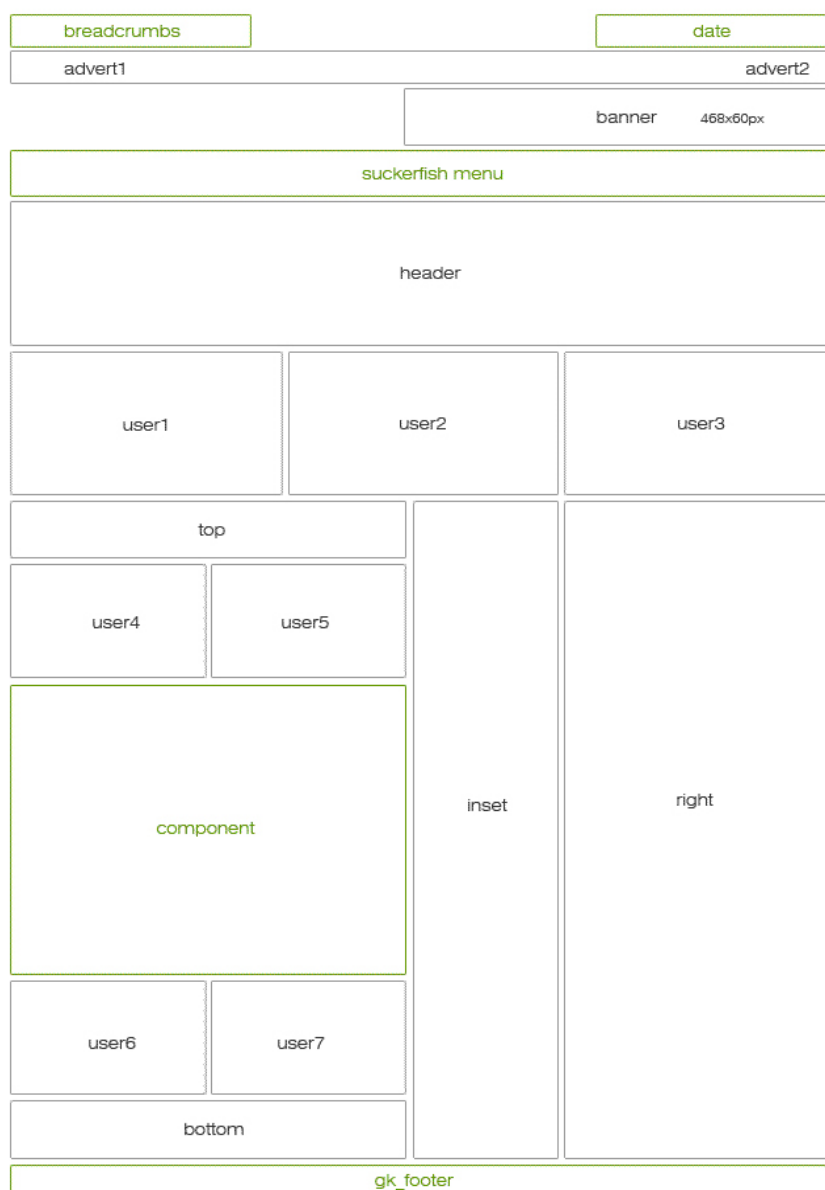 breadcrumbs date
advert1 advert2
banner 468x60px
suckerfish menu
header
user1 user2 user3
top
user4 user5
component
inset
right
user6 user7
bottom
gk_footer